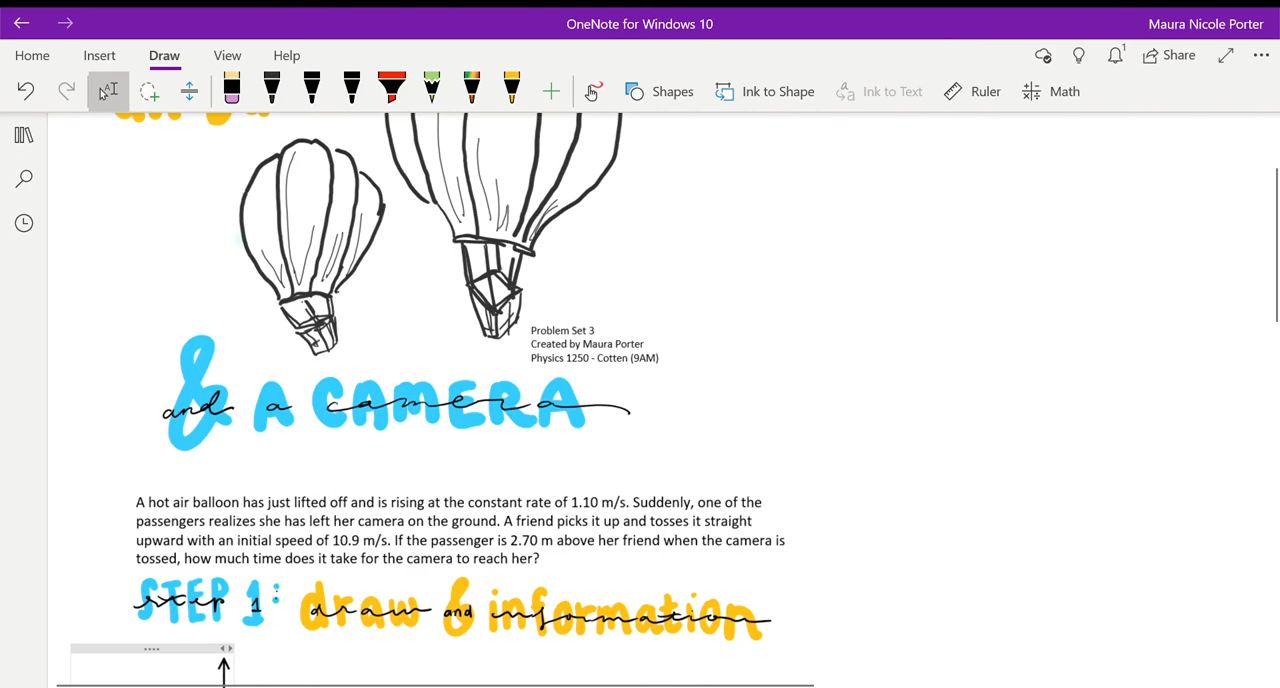 OneNote for Windows 10
Maura Nicole Porter
Home Insert Draw View Help
1
Share
Shapes
Ink to Shape
Ink to Text
Ruler
Math
Problem Set 3
Created by Maura Porter
Physics 1250 - Cotten (9AM)
& A CAMERA
and a camera
A hot air balloon has just lifted off and is rising at the constant rate of 1.10 m/s. Suddenly, one of the
passengers realizes she has left her camera on the ground. A friend picks it up and tosses it straight
upward with an initial speed of 10.9 m/s. If the passenger is 2.70 m above her friend when the camera is
tossed, how much time does it take for the camera to reach her?
STEP 1: draw & information
step 1: draw and information